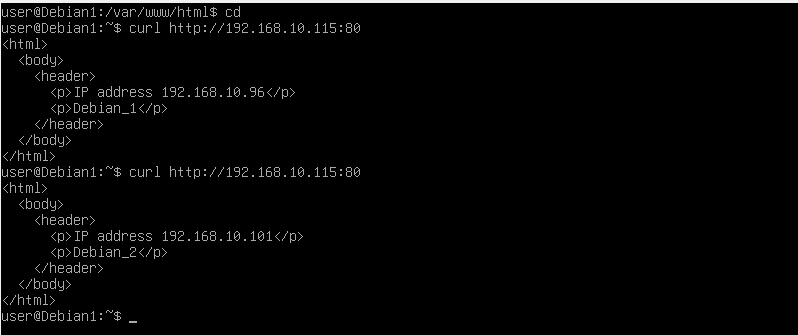 user@Debian1:/var/www/html$ cd
user@Debian1:~$ curl http://192.168.10.115:80
<html>
  <body>
    <header>
      <p>IP address 192.168.10.96</p>
      <p>Debian_1</p>
    </header>
  </body>
</html>
user@Debian1:~$ curl http://192.168.10.115:80
<html>
  <body>
    <header>
      <p>IP address 192.168.10.101</p>
      <p>Debian_2</p>
    </header>
  </body>
</html>
user@Debian1:~$ _